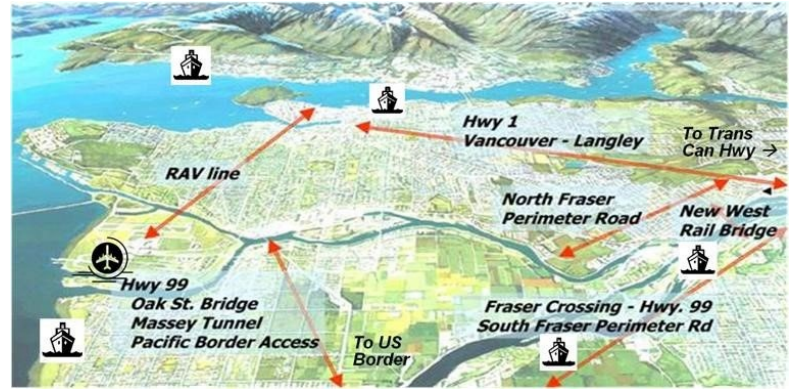 Hwy 1
Vancouver - Langley
To Trans
Can Hwy →
RAV line
North Fraser
Perimeter Road
New West
Rail Bridge
Hwy 99
Oak St. Bridge
Massey Tunnel
Pacific Border Access
To US
Border
Fraser Crossing - Hwy. 99
South Fraser Perimeter Rd